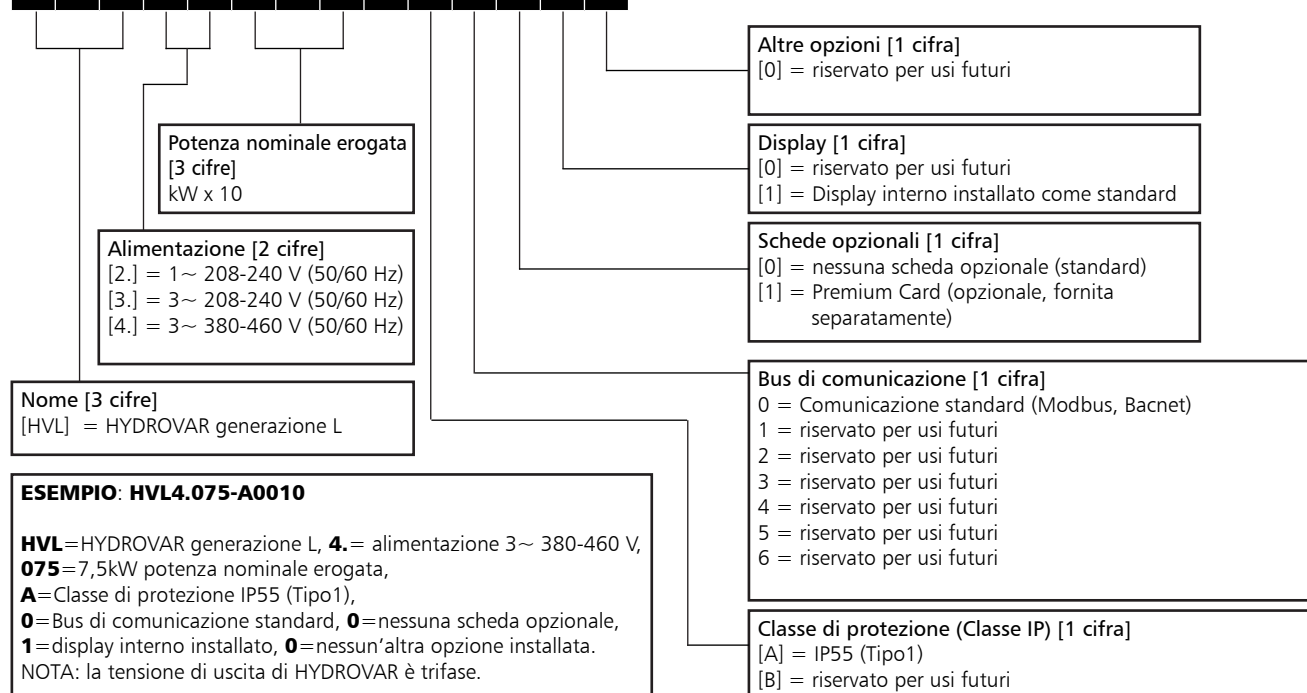 Altre opzioni [1 cifra]
[0] = riservato per usi futuri
Potenza nominale erogata
[3 cifre]
kW x 10
Display [1 cifra]
[0] = riservato per usi futuri
[1] = Display interno installato come standard
Alimentazione [2 cifre]
[2.] = 1~ 208-240 V (50/60 Hz)
[3.] = 3~ 208-240 V (50/60 Hz)
[4.] = 3~ 380-460 V (50/60 Hz)
Schede opzionali [1 cifra]
[0] = nessuna scheda opzionale (standard)
[1] = Premium Card (opzionale, fornita
separatamente)
Nome [3 cifre]
[HVL] = HYDROVAR generazione L
Bus di comunicazione [1 cifra]
0 = Comunicazione standard (Modbus, Bacnet)
1 = riservato per usi futuri
2 = riservato per usi futuri
3 = riservato per usi futuri
4 = riservato per usi futuri
5 = riservato per usi futuri
6 = riservato per usi futuri
ESEMPIO: HVL4.075-A0010
HVL=HYDROVAR generazione L, 4.= alimentazione 3~ 380-460 V,
075=7,5kW potenza nominale erogata,
A=Classe di protezione IP55 (Tipo1),
0=Bus di comunicazione standard, 0=nessuna scheda opzionale,
1=display interno installato, 0=nessun'altra opzione installata.
NOTA: la tensione di uscita di HYDROVAR è trifase.
Classe di protezione (Classe IP) [1 cifra]
[A] = IP55 (Tipo1)
[B] = riservato per usi futuri